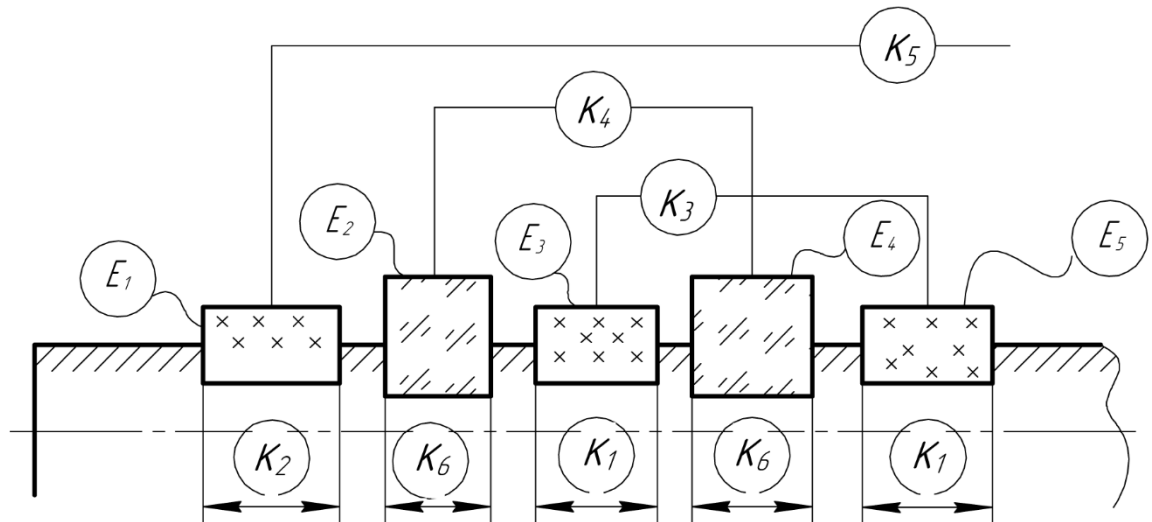 K₅
K₄
K₃
E₂
E₃
E₄
E₅
E₁
K₂ K₆ K₁ K₆ K₁